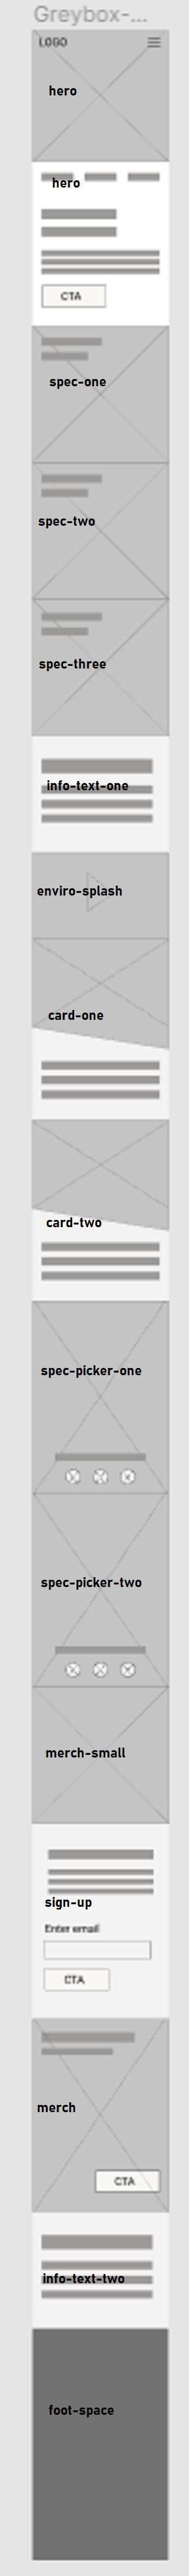 Greybox-...
LOGO
hero
hero
CTA
spec-one
spec-two
spec-three
info-text-one
enviro-splash
card-one
card-two
spec-picker-one
spec-picker-two
merch-small
sign-up
Enter email
CTA
merch
CTA
info-text-two
foot-space